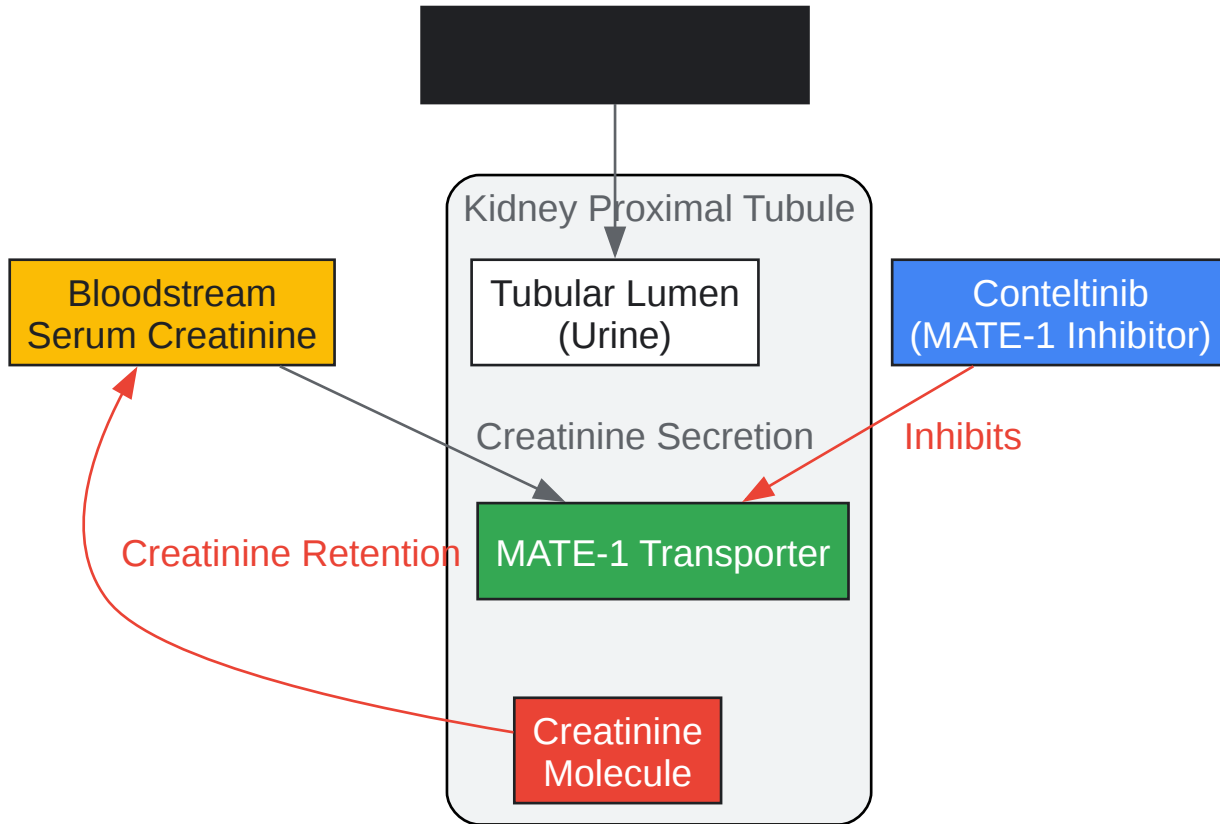 Kidney Proximal Tubule
Bloodstream
Serum Creatinine
Tubular Lumen
(Urine)
Conteltinib
(MATE-1 Inhibitor)
Creatinine Secretion
Inhibits
Creatinine Retention
MATE-1 Transporter
Creatinine
Molecule